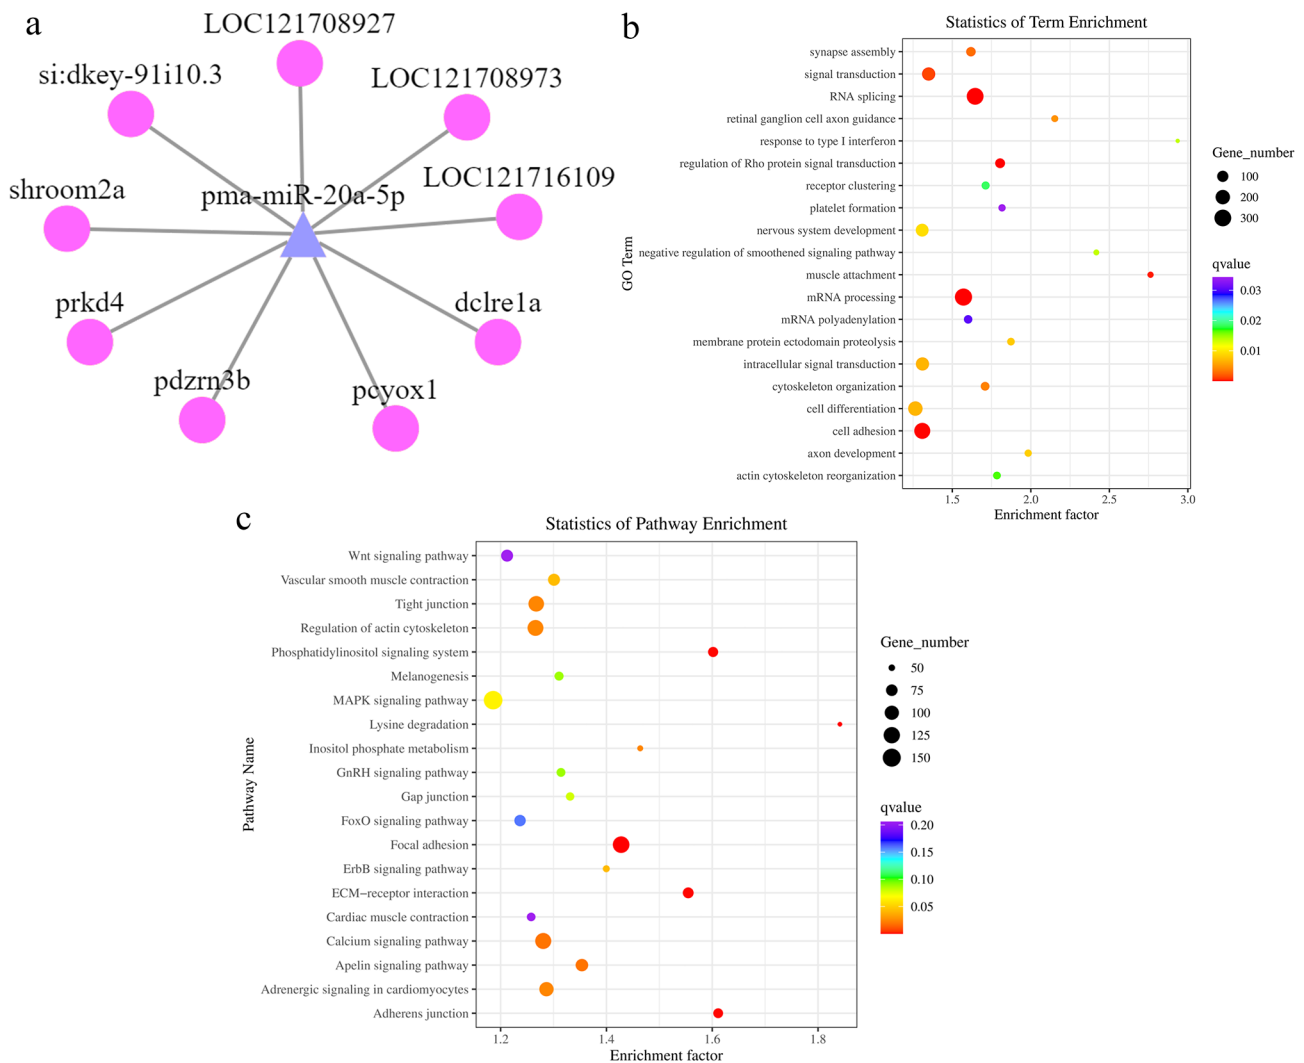 a
LOC121708927
si:dkey-91i10.3
LOC121708973
shroom2a
pma-miR-20a-5p
LOC121716109
prkd4
dclre1a
pdzrn3b
pcyox1
b
Statistics of Term Enrichment
GO Term
synapse assembly
signal transduction
RNA splicing
retinal ganglion cell axon guidance
response to type I interferon
regulation of Rho protein signal transduction
receptor clustering
platelet formation
nervous system development
negative regulation of smoothened signaling pathway
muscle attachment
mRNA processing
mRNA polyadenylation
membrane protein ectodomain proteolysis
intracellular signal transduction
cytoskeleton organization
cell differentiation
cell adhesion
axon development
actin cytoskeleton reorganization
1.5 2.0 2.5 3.0
Enrichment factor
Gene_number
100
200
300
qvalue
0.03
0.02
0.01
c
Statistics of Pathway Enrichment
Pathway Name
Wnt signaling pathway
Vascular smooth muscle contraction
Tight junction
Regulation of actin cytoskeleton
Phosphatidylinositol signaling system
Melanogenesis
MAPK signaling pathway
Lysine degradation
Inositol phosphate metabolism
GnRH signaling pathway
Gap junction
FoxO signaling pathway
Focal adhesion
ErbB signaling pathway
ECM−receptor interaction
Cardiac muscle contraction
Calcium signaling pathway
Apelin signaling pathway
Adrenergic signaling in cardiomyocytes
Adherens junction
1.2 1.4 1.6 1.8
Enrichment factor
Gene_number
50
75
100
125
150
qvalue
0.20
0.15
0.10
0.05